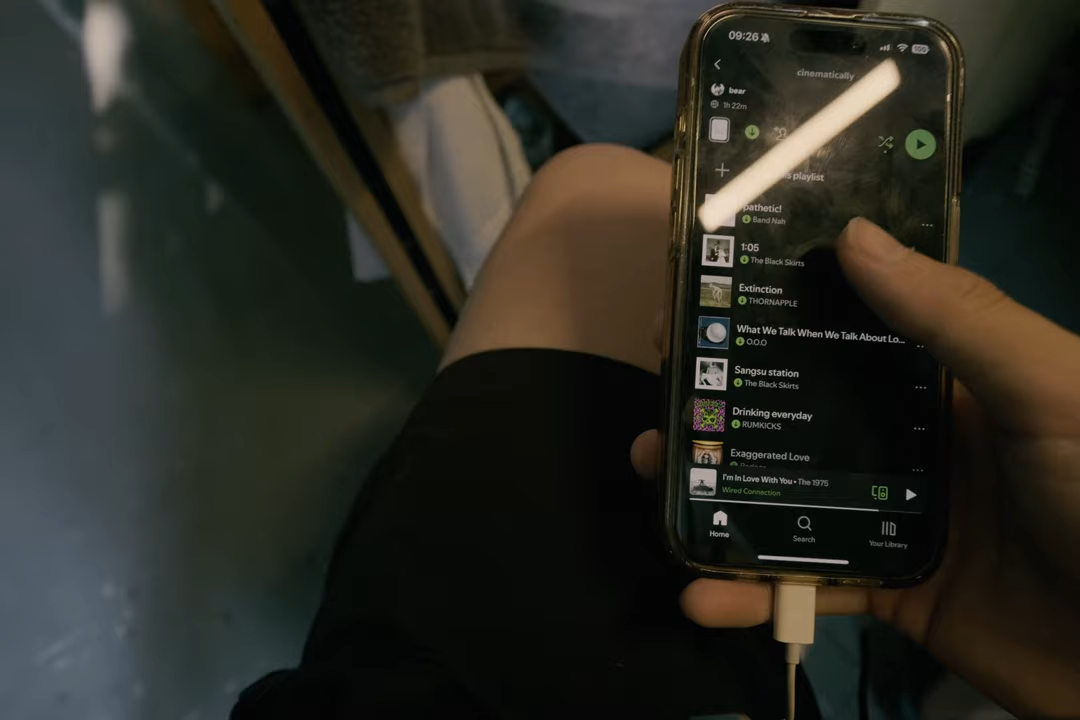 09:26
100
cinematically
bear
1h 22m
playlist
pathetic!
Band Nah
1:05
The Black Skirts
Extinction
THORNAPPLE
What We Talk When We Talk About Lo...
O.O.O
Sangsu station
The Black Skirts
Drinking everyday
RUMKICKS
Exaggerated Love
I'm In Love With You • The 1975
Wired Connection
Home
Search
Your Library